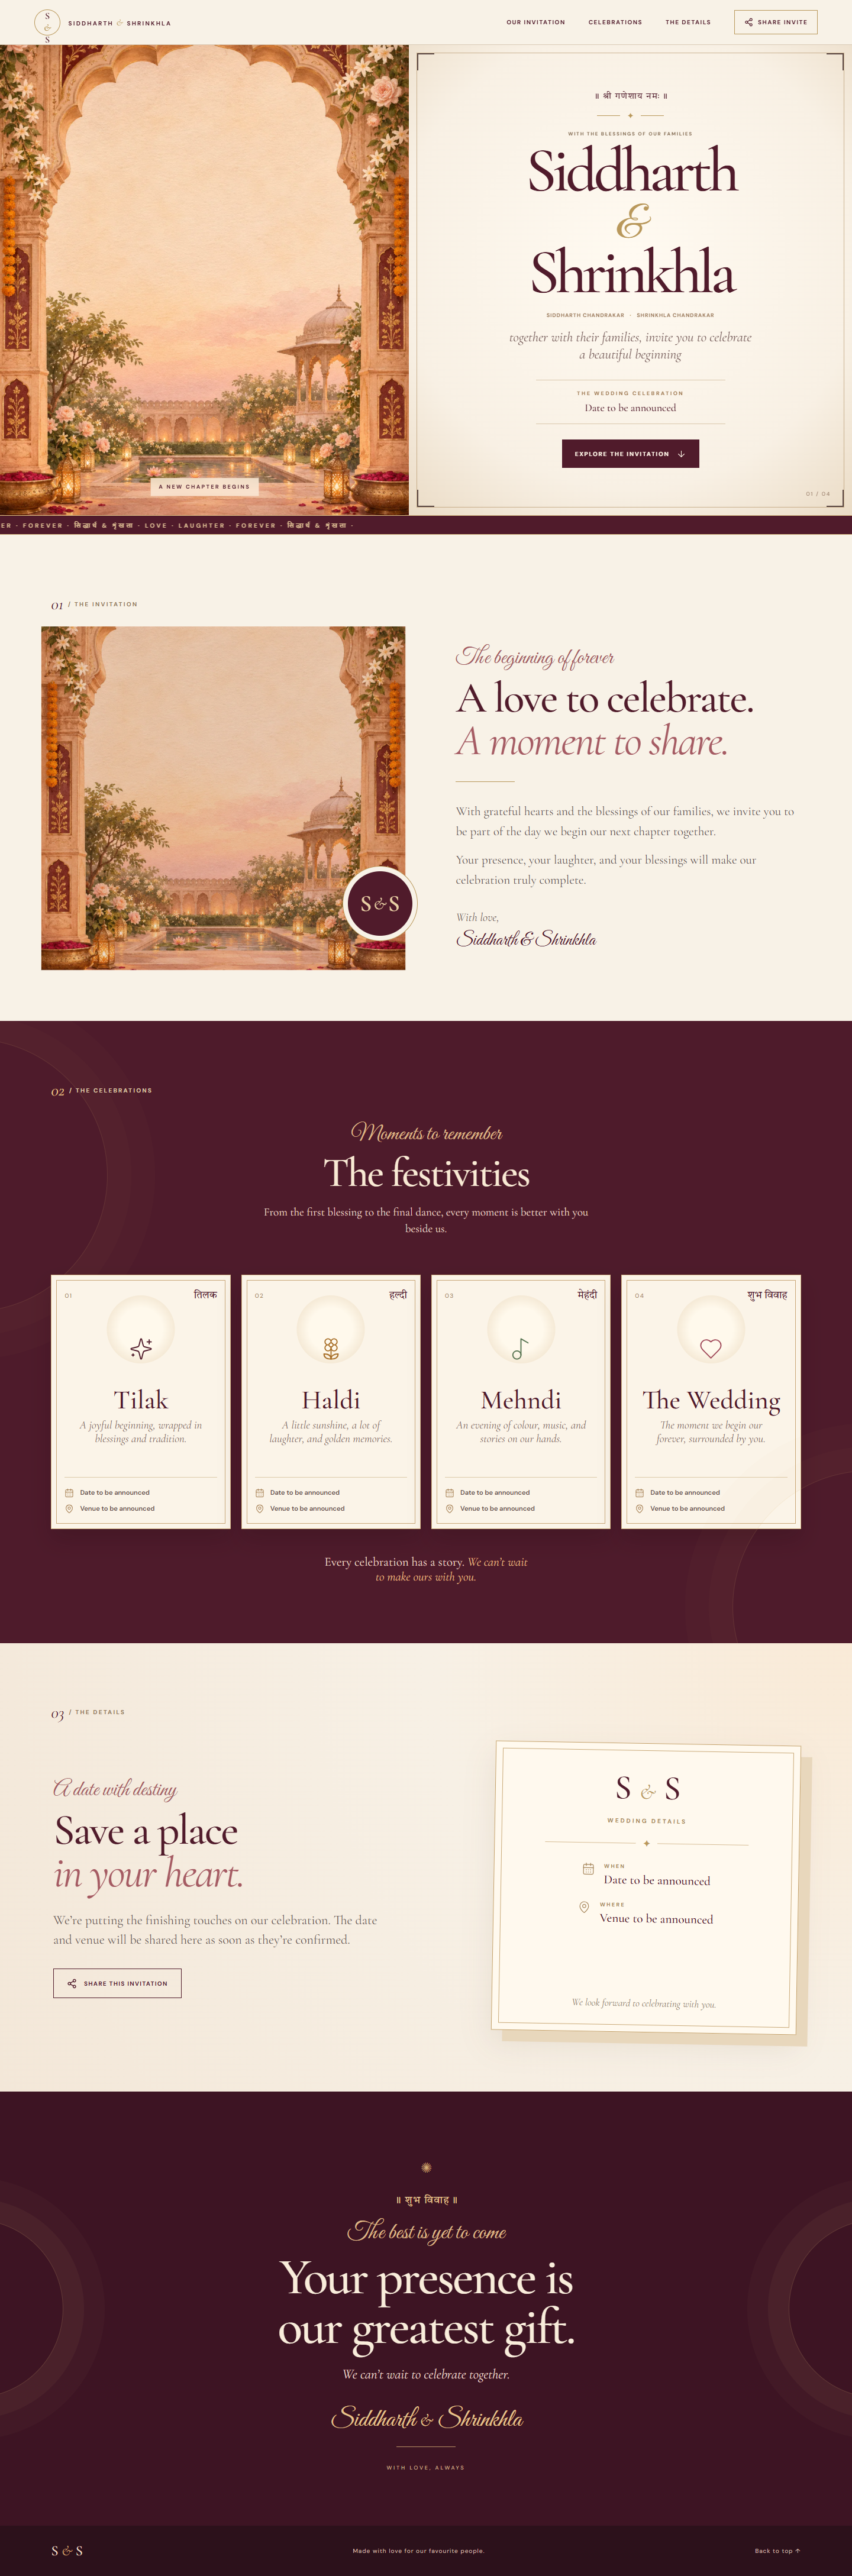 S
&
S
SIDDHARTH & SHRINKHLA
OUR INVITATION
CELEBRATIONS
THE DETAILS
SHARE INVITE
A NEW CHAPTER BEGINS
॥ श्री गणेशाय नमः ॥
WITH THE BLESSINGS OF OUR FAMILIES
Siddharth
&
Shrinkhla
SIDDHARTH CHANDRAKAR · SHRINKHLA CHANDRAKAR
together with their families, invite you to celebrate
a beautiful beginning
THE WEDDING CELEBRATION
Date to be announced
EXPLORE THE INVITATION ↓
01 / 04
ER · FOREVER · सिद्धार्थ & शृंखला · LOVE · LAUGHTER · FOREVER · सिद्धार्थ & शृंखला ·
01 / THE INVITATION
S&S
The beginning of forever
A love to celebrate.
A moment to share.
With grateful hearts and the blessings of our families, we invite you to
be part of the day we begin our next chapter together.
Your presence, your laughter, and your blessings will make our
celebration truly complete.
With love,
Siddharth & Shrinkhla
02 / THE CELEBRATIONS
Moments to remember
The festivities
From the first blessing to the final dance, every moment is better with you
beside us.
01
तिलक
Tilak
A joyful beginning, wrapped in
blessings and tradition.
Date to be announced
Venue to be announced
02
हल्दी
Haldi
A little sunshine, a lot of
laughter, and golden memories.
Date to be announced
Venue to be announced
03
मेहंदी
Mehndi
An evening of colour, music, and
stories on our hands.
Date to be announced
Venue to be announced
04
शुभ विवाह
The Wedding
The moment we begin our
forever, surrounded by you.
Date to be announced
Venue to be announced
Every celebration has a story. We can't wait
to make ours with you.
03 / THE DETAILS
A date with destiny
Save a place
in your heart.
We're putting the finishing touches on our celebration. The date
and venue will be shared here as soon as they're confirmed.
SHARE THIS INVITATION
S & S
WEDDING DETAILS
WHEN
Date to be announced
WHERE
Venue to be announced
We look forward to celebrating with you.
॥ शुभ विवाह ॥
The best is yet to come
Your presence is
our greatest gift.
We can't wait to celebrate together.
Siddharth & Shrinkhla
WITH LOVE, ALWAYS
S & S
Made with love for our favourite people.
Back to top ↑